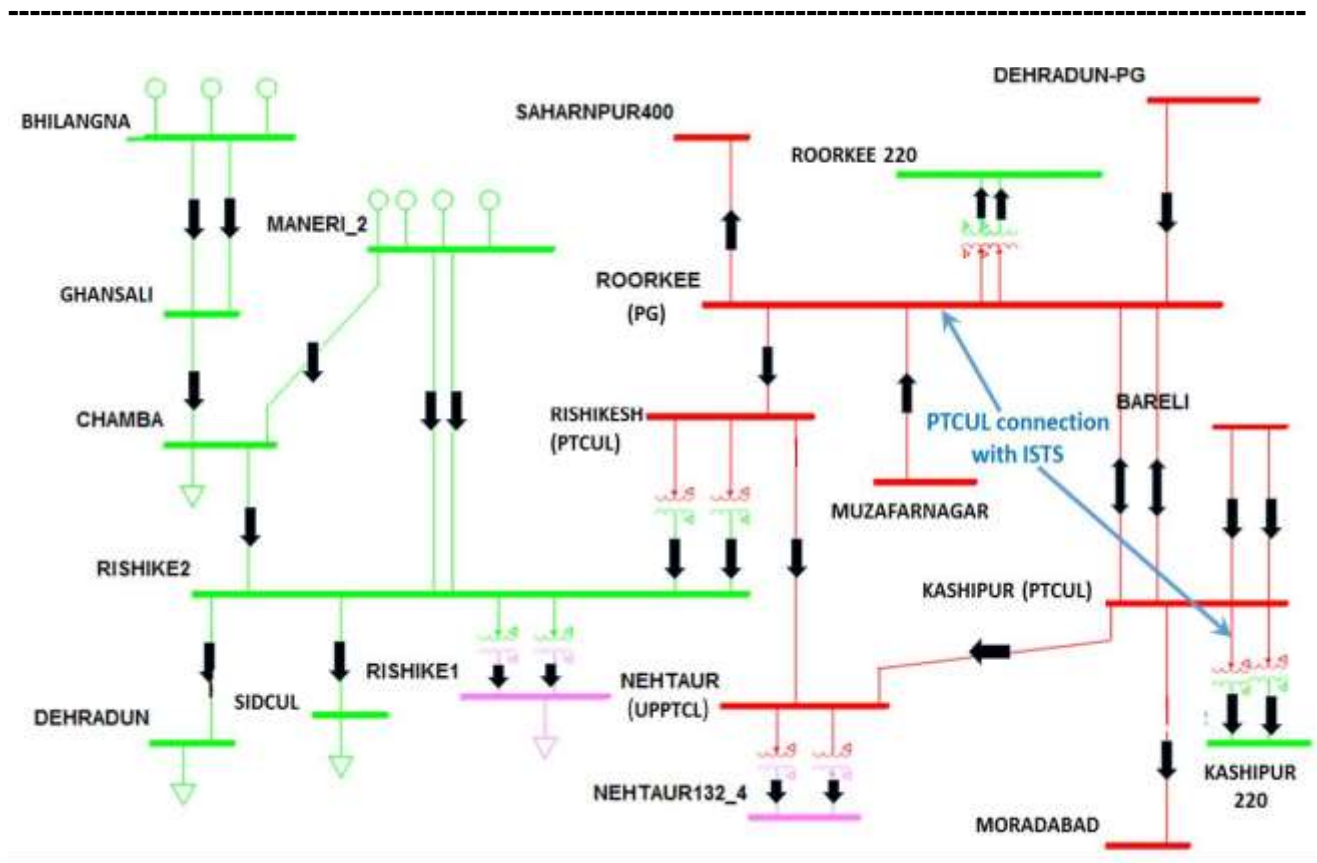 DEHRADUN-PG
SAHARNPUR400
BHILANGNA
ROORKEE 220
MANERI_2
GHANSALI
ROORKEE
(PG)
BARELI
RISHIKESH
(PTCUL)
CHAMBA
PTCUL connection
with ISTS
MUZAFARNAGAR
RISHIKE2
KASHIPUR (PTCUL)
RISHIKE1
NEHTAUR
(UPPTCL)
SIDCUL
DEHRADUN
KASHIPUR
220
NEHTAUR132_4
MORADABAD